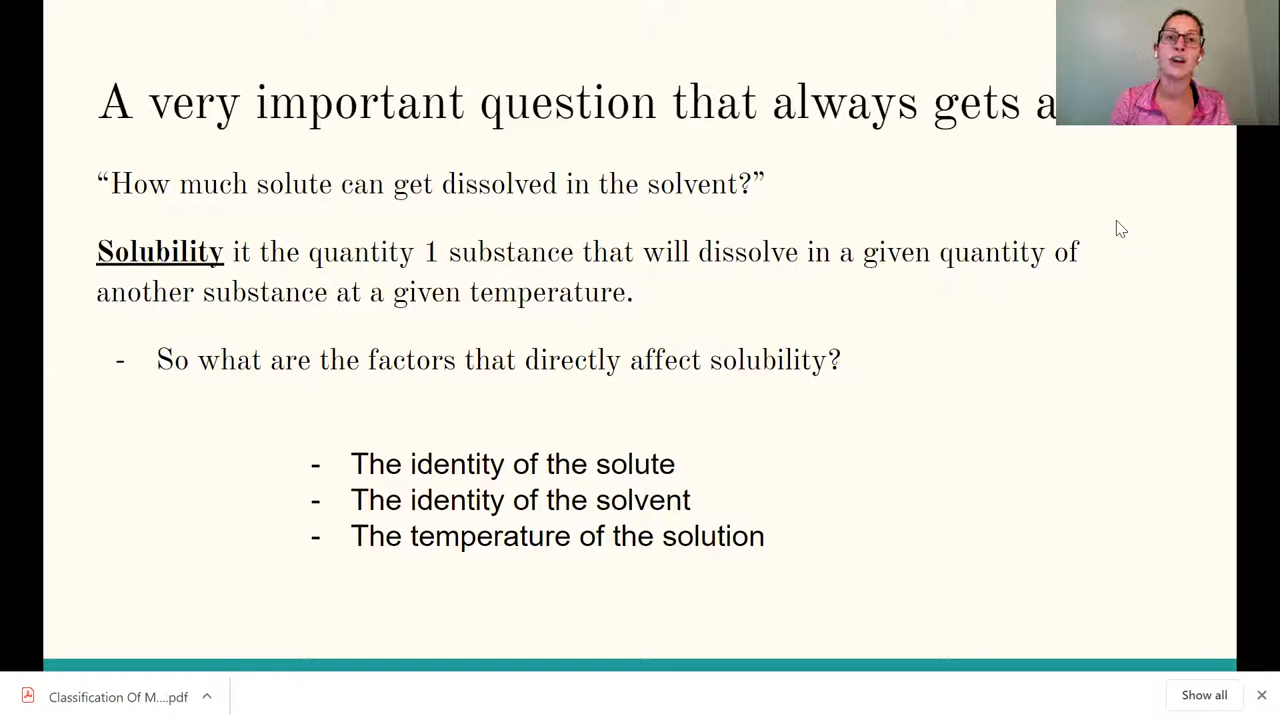 A very important question that always gets a
“How much solute can get dissolved in the solvent?”
Solubility it the quantity 1 substance that will dissolve in a given quantity of
another substance at a given temperature.
- So what are the factors that directly affect solubility?
- The identity of the solute
- The identity of the solvent
- The temperature of the solution
Classification Of M....pdf
Show all